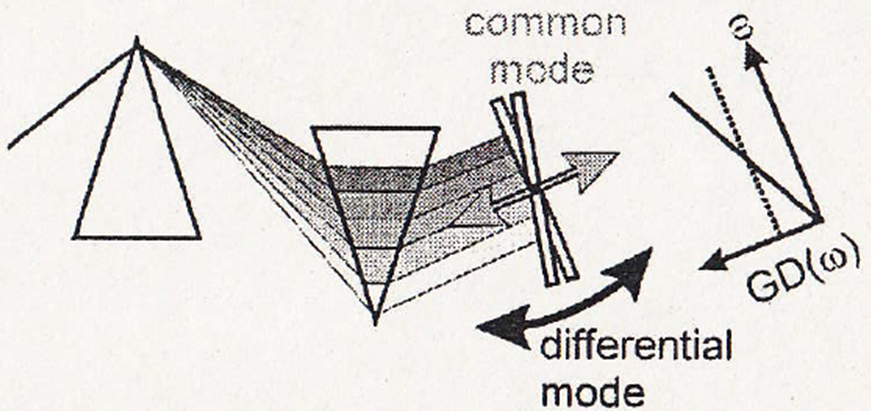 common
mode
ω
GD(ω)
differential
mode